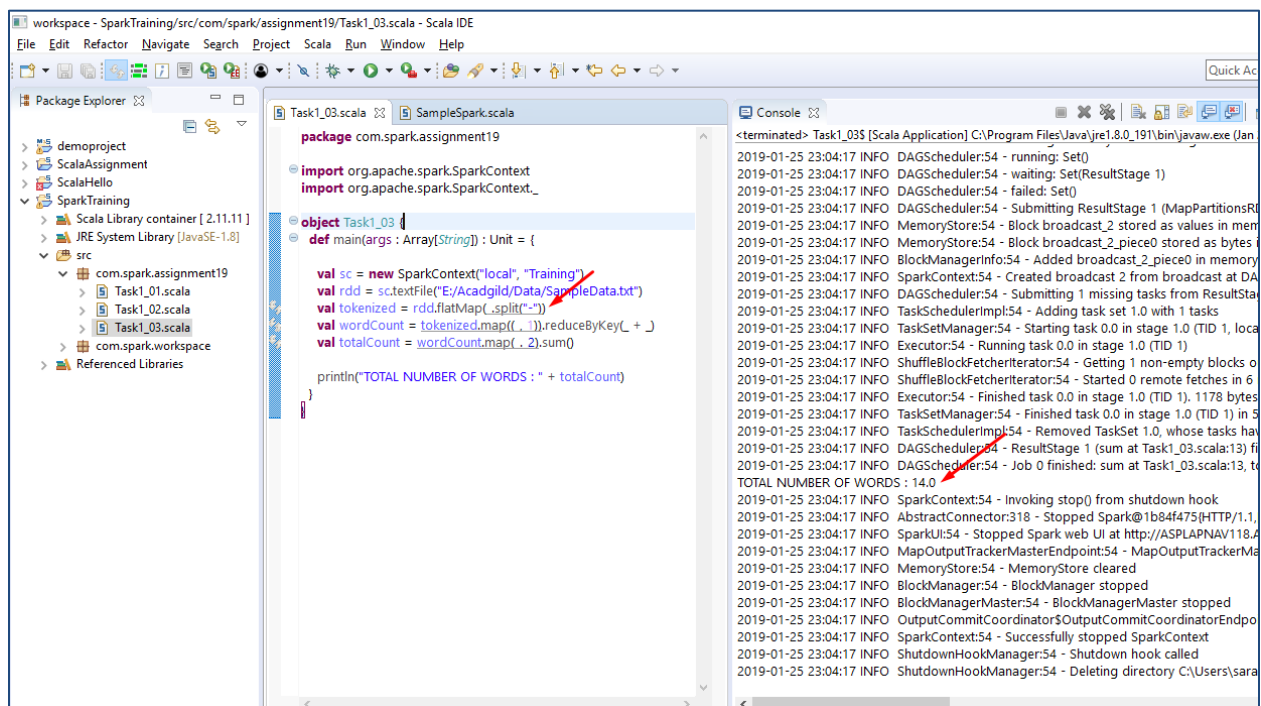 workspace - SparkTraining/src/com/spark/assignment19/Task1_03.scala - Scala IDE
File Edit Refactor Navigate Search Project Scala Run Window Help
Quick Ac
Package Explorer
demoproject
ScalaAssignment
ScalaHello
SparkTraining
Scala Library container [ 2.11.11 ]
JRE System Library [JavaSE-1.8]
src
com.spark.assignment19
Task1_01.scala
Task1_02.scala
Task1_03.scala
com.spark.workspace
Referenced Libraries
Task1_03.scala SampleSpark.scala
package com.spark.assignment19
import org.apache.spark.SparkContext
import org.apache.spark.SparkContext._
object Task1_03 {
def main(args : Array[String]) : Unit = {
val sc = new SparkContext("local", "Training")
val rdd = sc.textFile("E:/Acadgild/Data/SampleData.txt")
val tokenized = rdd.flatMap(_.split("-"))
val wordCount = tokenized.map((_, 1)).reduceByKey(_ + _)
val totalCount = wordCount.map(_._2).sum()
println("TOTAL NUMBER OF WORDS : " + totalCount)
}
}
Console
<terminated> Task1_03$ [Scala Application] C:\Program Files\Java\jre1.8.0_191\bin\javaw.exe (Jan
2019-01-25 23:04:17 INFO DAGScheduler:54 - running: Set()
2019-01-25 23:04:17 INFO DAGScheduler:54 - waiting: Set(ResultStage 1)
2019-01-25 23:04:17 INFO DAGScheduler:54 - failed: Set()
2019-01-25 23:04:17 INFO DAGScheduler:54 - Submitting ResultStage 1 (MapPartitionsRI
2019-01-25 23:04:17 INFO MemoryStore:54 - Block broadcast_2 stored as values in mem
2019-01-25 23:04:17 INFO MemoryStore:54 - Block broadcast_2_piece0 stored as bytes i
2019-01-25 23:04:17 INFO BlockManagerInfo:54 - Added broadcast_2_piece0 in memory
2019-01-25 23:04:17 INFO SparkContext:54 - Created broadcast 2 from broadcast at DA
2019-01-25 23:04:17 INFO DAGScheduler:54 - Submitting 1 missing tasks from ResultSta
2019-01-25 23:04:17 INFO TaskSchedulerImpl:54 - Adding task set 1.0 with 1 tasks
2019-01-25 23:04:17 INFO TaskSetManager:54 - Starting task 0.0 in stage 1.0 (TID 1, loca
2019-01-25 23:04:17 INFO Executor:54 - Running task 0.0 in stage 1.0 (TID 1)
2019-01-25 23:04:17 INFO ShuffleBlockFetcherIterator:54 - Getting 1 non-empty blocks o
2019-01-25 23:04:17 INFO ShuffleBlockFetcherIterator:54 - Started 0 remote fetches in 6
2019-01-25 23:04:17 INFO Executor:54 - Finished task 0.0 in stage 1.0 (TID 1). 1178 bytes
2019-01-25 23:04:17 INFO TaskSetManager:54 - Finished task 0.0 in stage 1.0 (TID 1) in 5
2019-01-25 23:04:17 INFO TaskSchedulerImpl:54 - Removed TaskSet 1.0, whose tasks hav
2019-01-25 23:04:17 INFO DAGScheduler:54 - ResultStage 1 (sum at Task1_03.scala:13) fi
2019-01-25 23:04:17 INFO DAGScheduler:54 - Job 0 finished: sum at Task1_03.scala:13, to
TOTAL NUMBER OF WORDS : 14.0
2019-01-25 23:04:17 INFO SparkContext:54 - Invoking stop() from shutdown hook
2019-01-25 23:04:17 INFO AbstractConnector:318 - Stopped Spark@1b84f475{HTTP/1.1,
2019-01-25 23:04:17 INFO SparkUI:54 - Stopped Spark web UI at http://ASPLAPNAV118.A
2019-01-25 23:04:17 INFO MapOutputTrackerMasterEndpoint:54 - MapOutputTrackerMa
2019-01-25 23:04:17 INFO MemoryStore:54 - MemoryStore cleared
2019-01-25 23:04:17 INFO BlockManager:54 - BlockManager stopped
2019-01-25 23:04:17 INFO BlockManagerMaster:54 - BlockManagerMaster stopped
2019-01-25 23:04:17 INFO OutputCommitCoordinator$OutputCommitCoordinatorEndpo
2019-01-25 23:04:17 INFO SparkContext:54 - Successfully stopped SparkContext
2019-01-25 23:04:17 INFO ShutdownHookManager:54 - Shutdown hook called
2019-01-25 23:04:17 INFO ShutdownHookManager:54 - Deleting directory C:\Users\sara